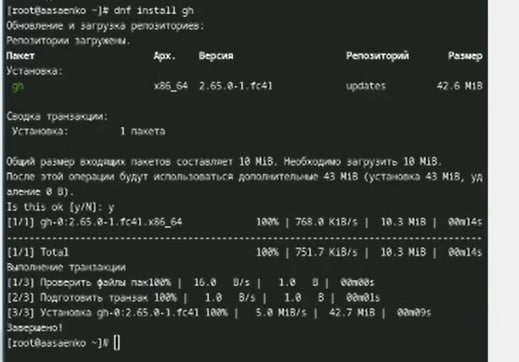 [root@aasaenko ~]# dnf install gh
Обновление и загрузка репозиториев:
Репозитории загружены.
Пакет Арх. Версия Репозиторий Размер
Установка:
gh x86_64 2.65.0-1.fc41 updates 42.6 MiB
Сводка транзакции:
Установка: 1 пакета
Общий размер входящих пакетов составляет 10 MiB. Необходимо загрузить 10 MiB.
После этой операции будут использоваться дополнительные 43 MiB (установка 43 MiB, уд
аление 0 B).
Is this ok [y/N]: y
[1/1] gh-0:2.65.0-1.fc41.x86_64 100% | 768.0 KiB/s | 10.3 MiB | 00m14s
--------------------------------------------------------------------------------
[1/1] Total 100% | 751.7 KiB/s | 10.3 MiB | 00m14s
Выполнение транзакции
[1/3] Проверить файлы пак100% | 16.0 B/s | 1.0 B | 00m00s
[2/3] Подготовить транзак 100% | 1.0 B/s | 1.0 B | 00m01s
[3/3] Установка gh-0:2.65.0-1.fc41 100% | 5.0 MiB/s | 42.7 MiB | 00m09s
Завершено!
[root@aasaenko ~]#